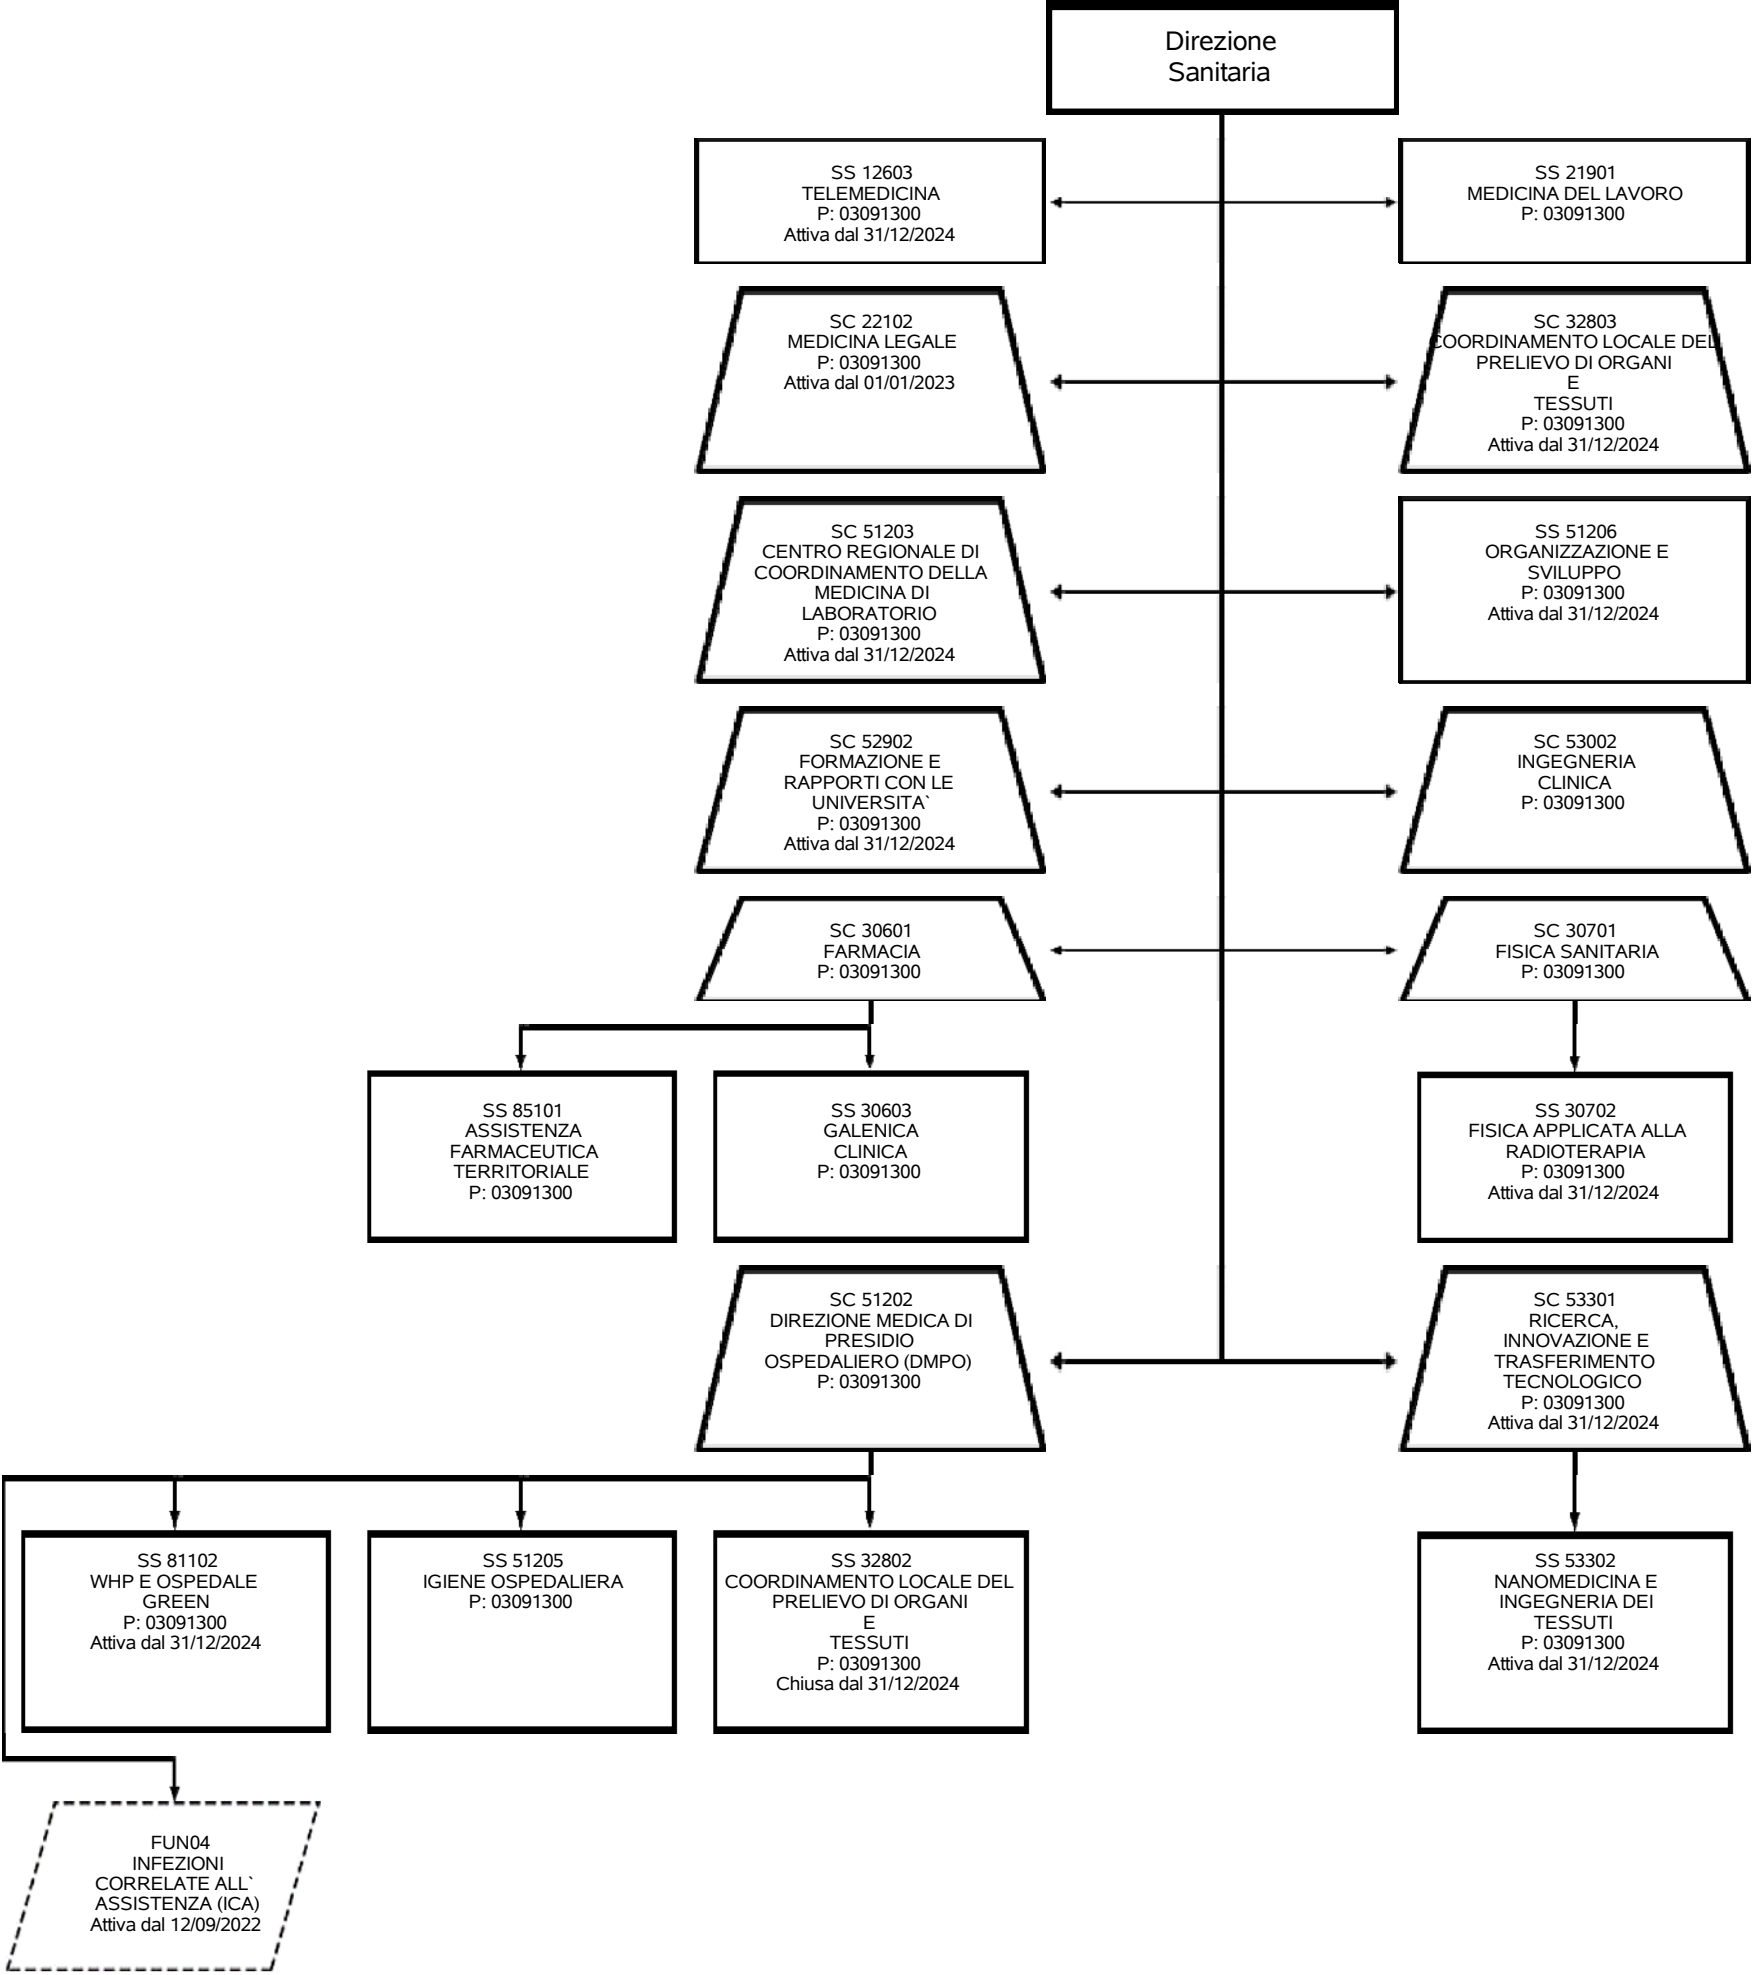 Direzione
Sanitaria
SS 12603
TELEMEDICINA
P: 03091300
Attiva dal 31/12/2024
SS 21901
MEDICINA DEL LAVORO
P: 03091300
SC 22102
MEDICINA LEGALE
P: 03091300
Attiva dal 01/01/2023
SC 32803
COORDINAMENTO LOCALE DEL
PRELIEVO DI ORGANI
E
TESSUTI
P: 03091300
Attiva dal 31/12/2024
SC 51203
CENTRO REGIONALE DI
COORDINAMENTO DELLA
MEDICINA DI
LABORATORIO
P: 03091300
Attiva dal 31/12/2024
SS 51206
ORGANIZZAZIONE E
SVILUPPO
P: 03091300
Attiva dal 31/12/2024
SC 52902
FORMAZIONE E
RAPPORTI CON LE
UNIVERSITA`
P: 03091300
Attiva dal 31/12/2024
SC 53002
INGEGNERIA
CLINICA
P: 03091300
SC 30601
FARMACIA
P: 03091300
SC 30701
FISICA SANITARIA
P: 03091300
SS 85101
ASSISTENZA
FARMACEUTICA
TERRITORIALE
P: 03091300
SS 30603
GALENICA
CLINICA
P: 03091300
SS 30702
FISICA APPLICATA ALLA
RADIOTERAPIA
P: 03091300
Attiva dal 31/12/2024
SC 51202
DIREZIONE MEDICA DI
PRESIDIO
OSPEDALIERO (DMPO)
P: 03091300
SC 53301
RICERCA,
INNOVAZIONE E
TRASFERIMENTO
TECNOLOGICO
P: 03091300
Attiva dal 31/12/2024
SS 81102
WHP E OSPEDALE
GREEN
P: 03091300
Attiva dal 31/12/2024
SS 51205
IGIENE OSPEDALIERA
P: 03091300
SS 32802
COORDINAMENTO LOCALE DEL
PRELIEVO DI ORGANI
E
TESSUTI
P: 03091300
Chiusa dal 31/12/2024
SS 53302
NANOMEDICINA E
INGEGNERIA DEI
TESSUTI
P: 03091300
Attiva dal 31/12/2024
FUN04
INFEZIONI
CORRELATE ALL`
ASSISTENZA (ICA)
Attiva dal 12/09/2022